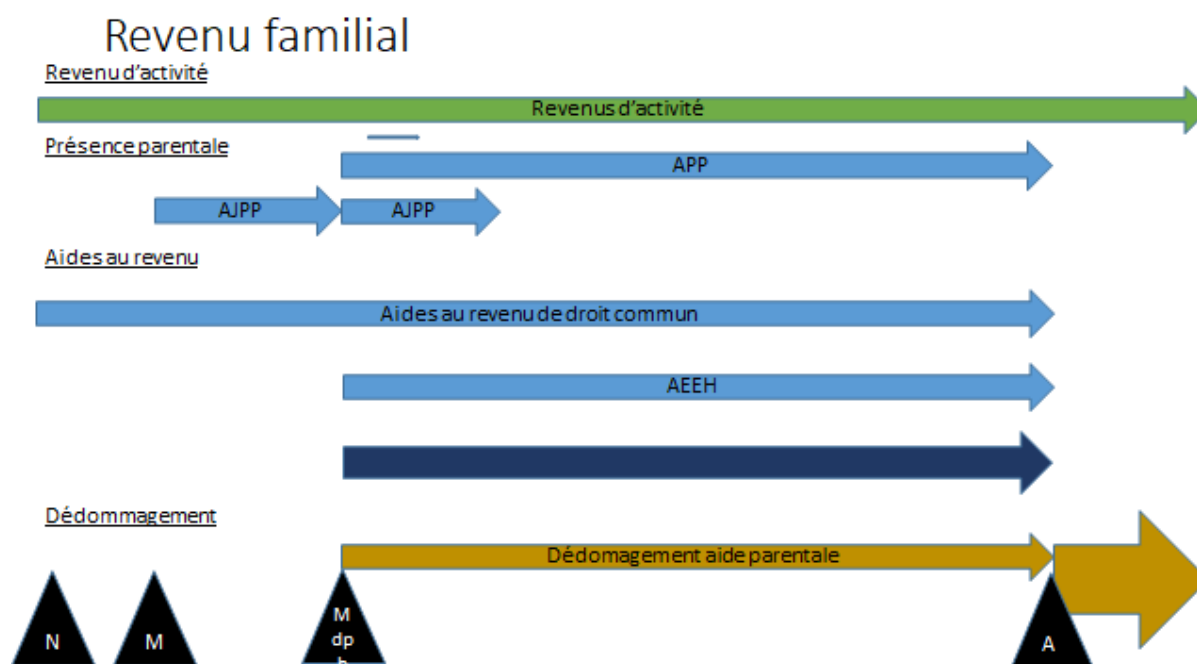 Revenu familial
Revenu d'activité
Revenus d'activité
Présence parentale
APP
AJPP
AJPP
Aides au revenu
Aides au revenu de droit commun
AEEH
Dédommagement
Dédomagement aide parentale
N
M
M
dp
h
A